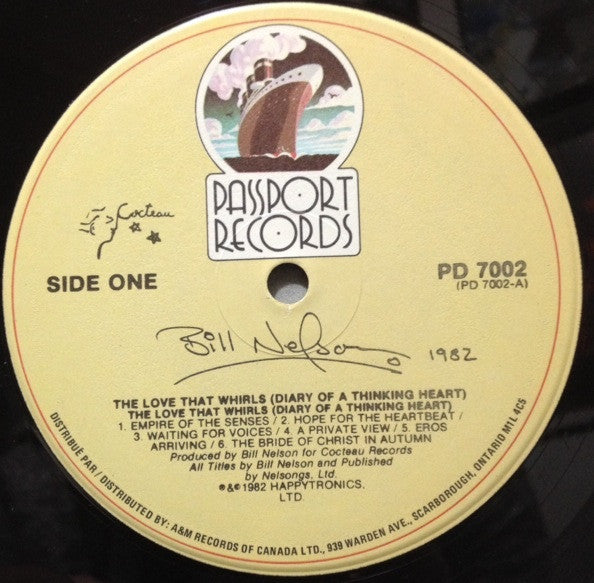 PASSPORT
RECORDS
Cocteau
SIDE ONE
PD 7002
(PD 7002-A)
Bill Nelson 1982
THE LOVE THAT WHIRLS (DIARY OF A THINKING HEART)
THE LOVE THAT WHIRLS (DIARY OF A THINKING HEART)
1. EMPIRE OF THE SENSES / 2. HOPE FOR THE HEARTBEAT /
3. WAITING FOR VOICES / 4. A PRIVATE VIEW / 5. EROS
ARRIVING / 6. THE BRIDE OF CHRIST IN AUTUMN
Produced by Bill Nelson for Cocteau Records
All Titles by Bill Nelson and Published
by Nelsongs, Ltd.
℗&© 1982 HAPPYTRONICS.
LTD.
DISTRIBUÉ PAR / DISTRIBUTED BY: A&M RECORDS OF CANADA LTD., 939 WARDEN AVE., SCARBOROUGH, ONTARIO M1L 4C5